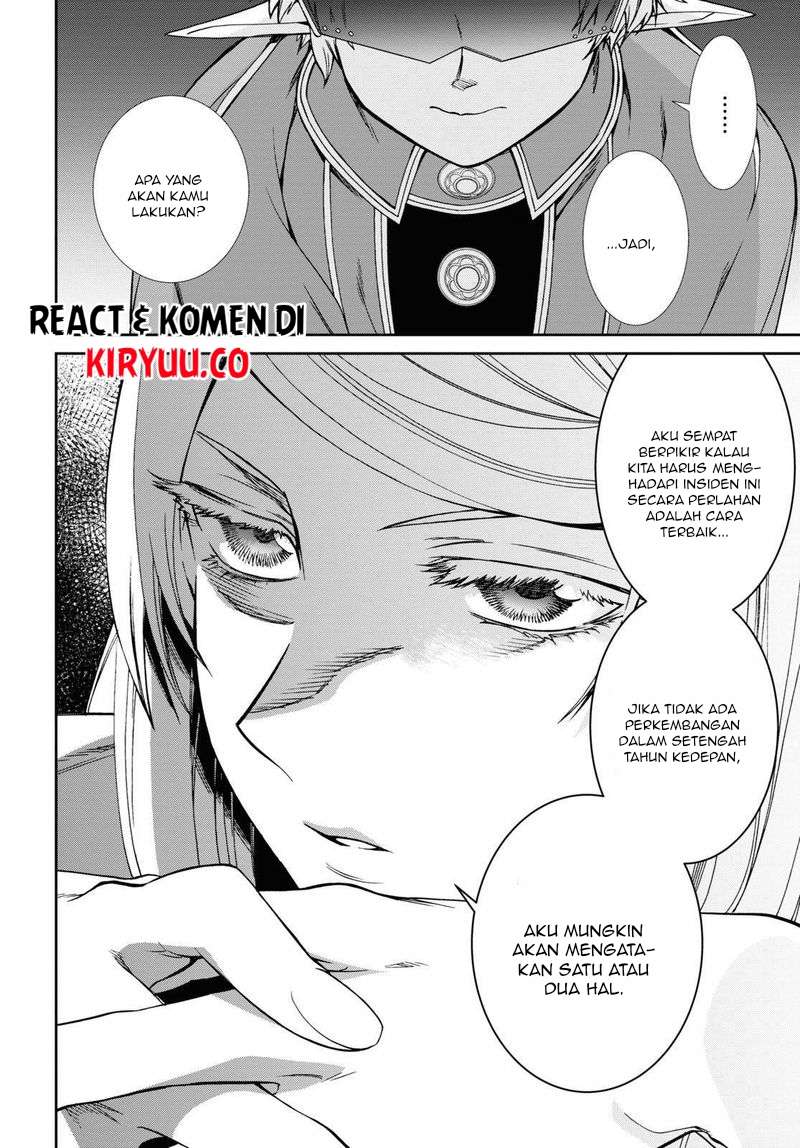 ......
...JADI,
APA YANG
AKAN KAMU
LAKUKAN?
REACT & KOMEN DI
KIRYUU.CO
AKU SEMPAT
BERPIKIR KALAU
KITA HARUS MENG-
HADAPI INSIDEN INI
SECARA PERLAHAN
ADALAH CARA
TERBAIK...
JIKA TIDAK ADA
PERKEMBANGAN
DALAM SETENGAH
TAHUN KEDEPAN,
AKU MUNGKIN
AKAN MENGATA-
KAN SATU ATAU
DUA HAL.